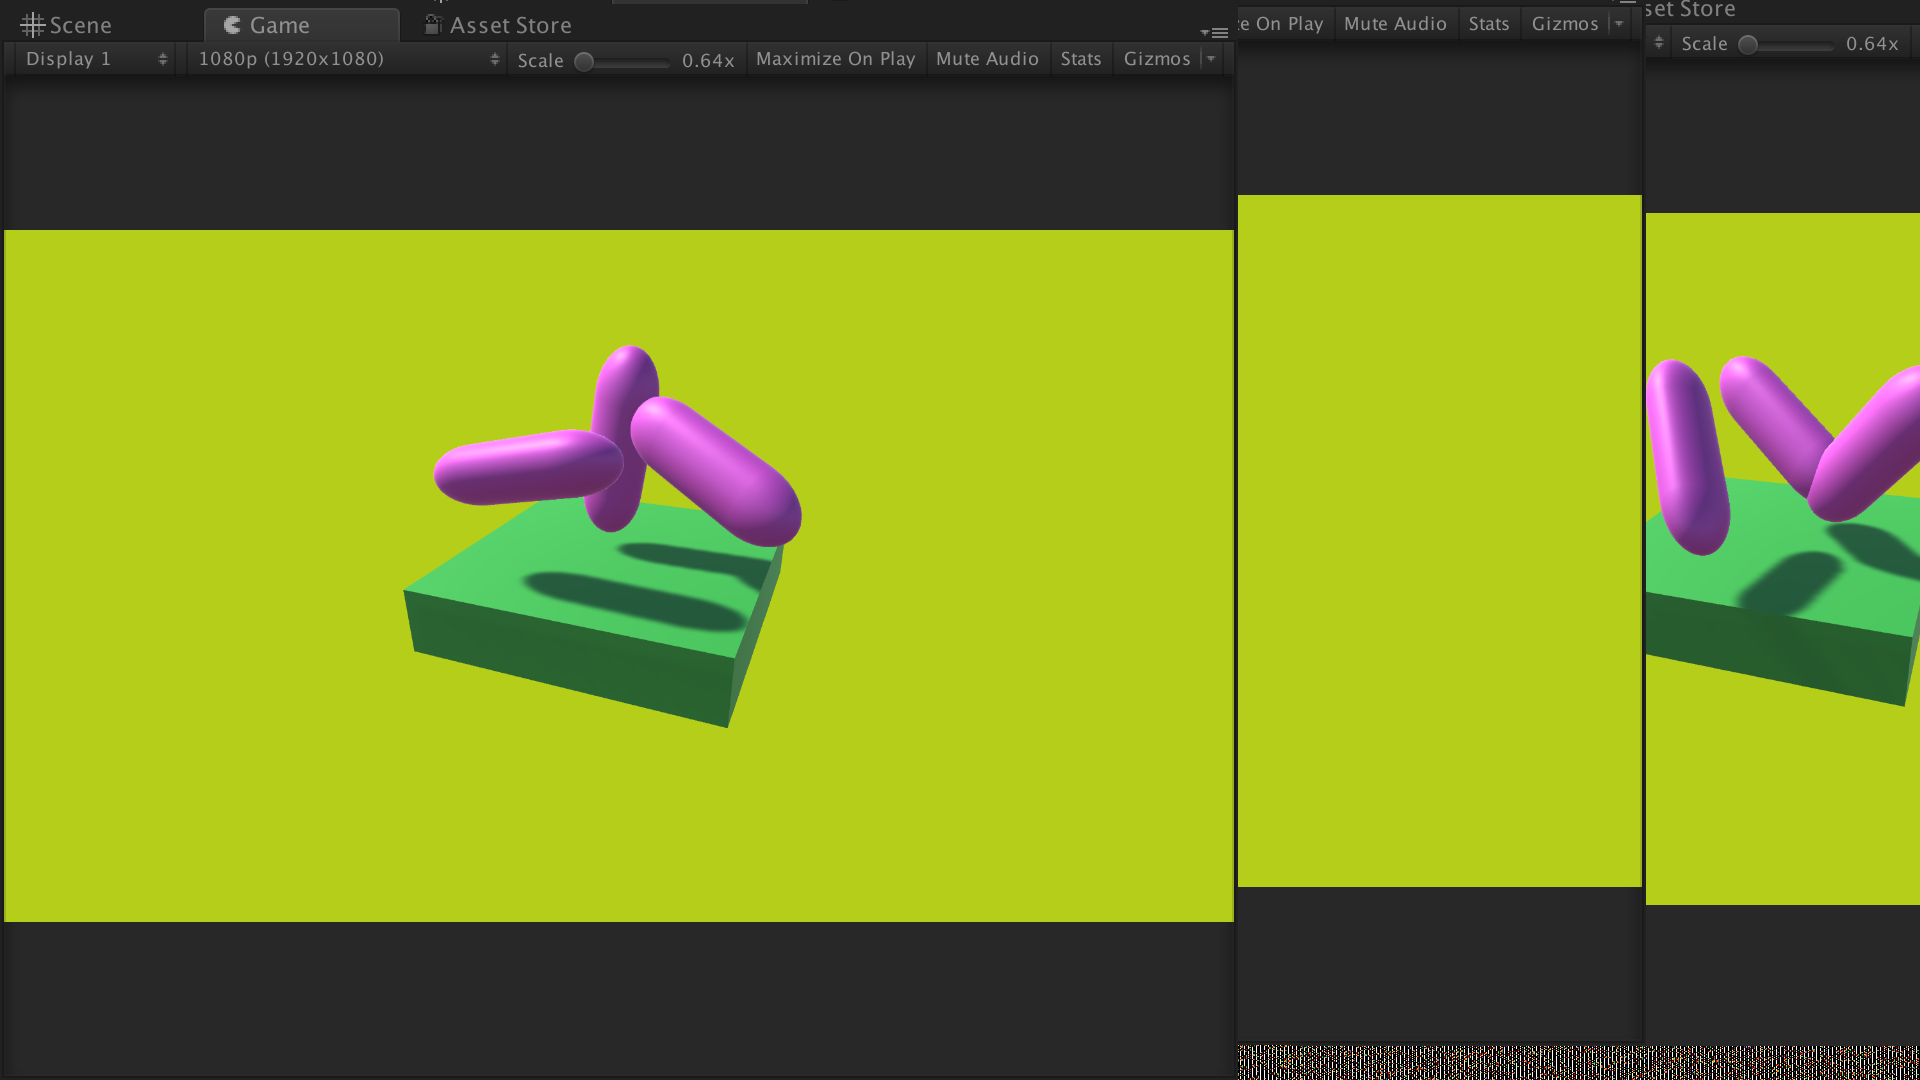 Scene Game Asset Store
Display 1 1080p (1920x1080) Scale 0.64x Maximize On Play Mute Audio Stats Gizmos
On Play Mute Audio Stats Gizmos
Store
Scale 0.64x